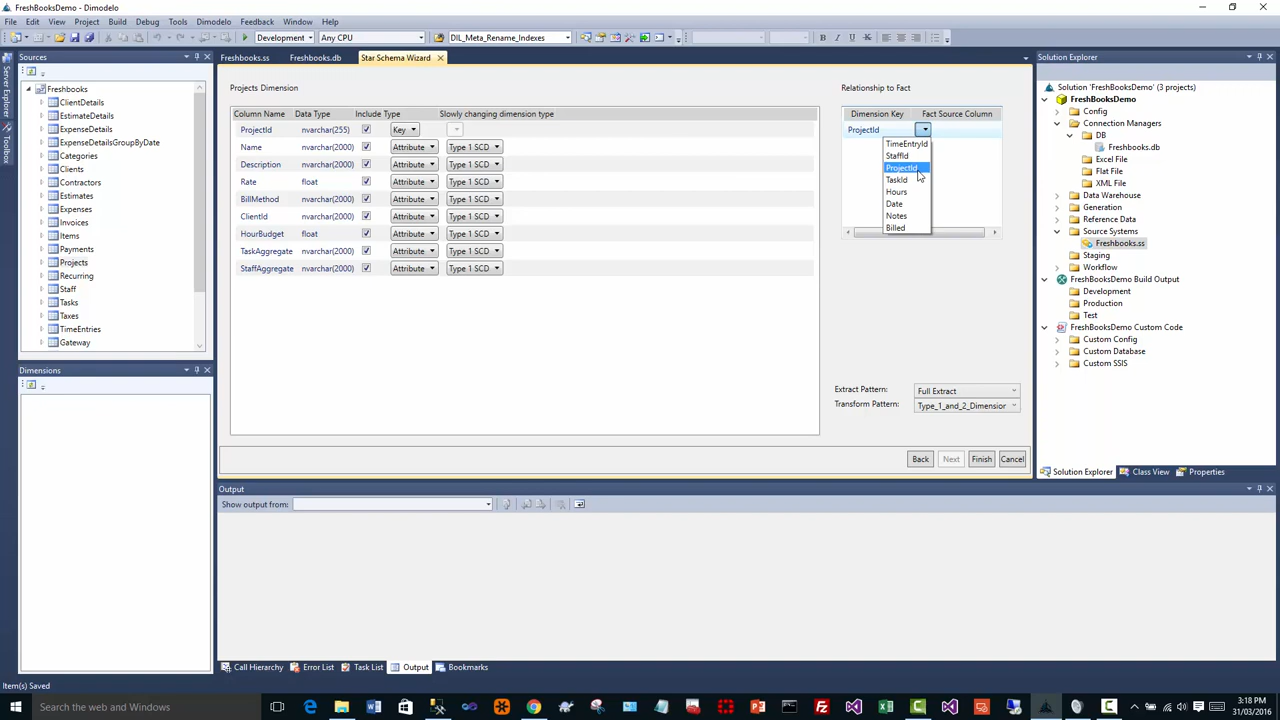 FreshBooksDemo - Dimodelo
File Edit View Project Build Debug Tools Dimodelo Feedback Window Help
Development Any CPU DIL_Meta_Rename_Indexes
Server Explorer
Toolbox
Sources
Freshbooks
ClientDetails
EstimateDetails
ExpenseDetails
ExpenseDetailsGroupByDate
Categories
Clients
Contractors
Estimates
Expenses
Invoices
Items
Payments
Projects
Recurring
Staff
Tasks
Taxes
TimeEntries
Gateway
Dimensions
Freshbooks.ss Freshbooks.db Star Schema Wizard
Projects Dimension
Column Name Data Type Include Type Slowly changing dimension type
ProjectId nvarchar(255) Key
Name nvarchar(2000) Attribute Type 1 SCD
Description nvarchar(2000) Attribute Type 1 SCD
Rate float Attribute Type 1 SCD
BillMethod nvarchar(2000) Attribute Type 1 SCD
ClientId nvarchar(2000) Attribute Type 1 SCD
HourBudget float Attribute Type 1 SCD
TaskAggregate nvarchar(2000) Attribute Type 1 SCD
StaffAggregate nvarchar(2000) Attribute Type 1 SCD
Relationship to Fact
Dimension Key Fact Source Column
ProjectId
TimeEntryId
StaffId
ProjectId
TaskId
Hours
Date
Notes
Billed
Extract Pattern: Full Extract
Transform Pattern: Type_1_and_2_Dimension
Back Next Finish Cancel
Output
Show output from:
Call Hierarchy Error List Task List Output Bookmarks
Solution Explorer
Solution 'FreshBooksDemo' (3 projects)
FreshBooksDemo
Config
Connection Managers
DB
Freshbooks.db
Excel File
Flat File
XML File
Data Warehouse
Generation
Reference Data
Source Systems
Freshbooks.ss
Staging
Workflow
FreshBooksDemo Build Output
Development
Production
Test
FreshBooksDemo Custom Code
Custom Config
Custom Database
Custom SSIS
Solution Explorer Class View Properties
Item(s) Saved
Search the web and Windows
3:18 PM
31/03/2016